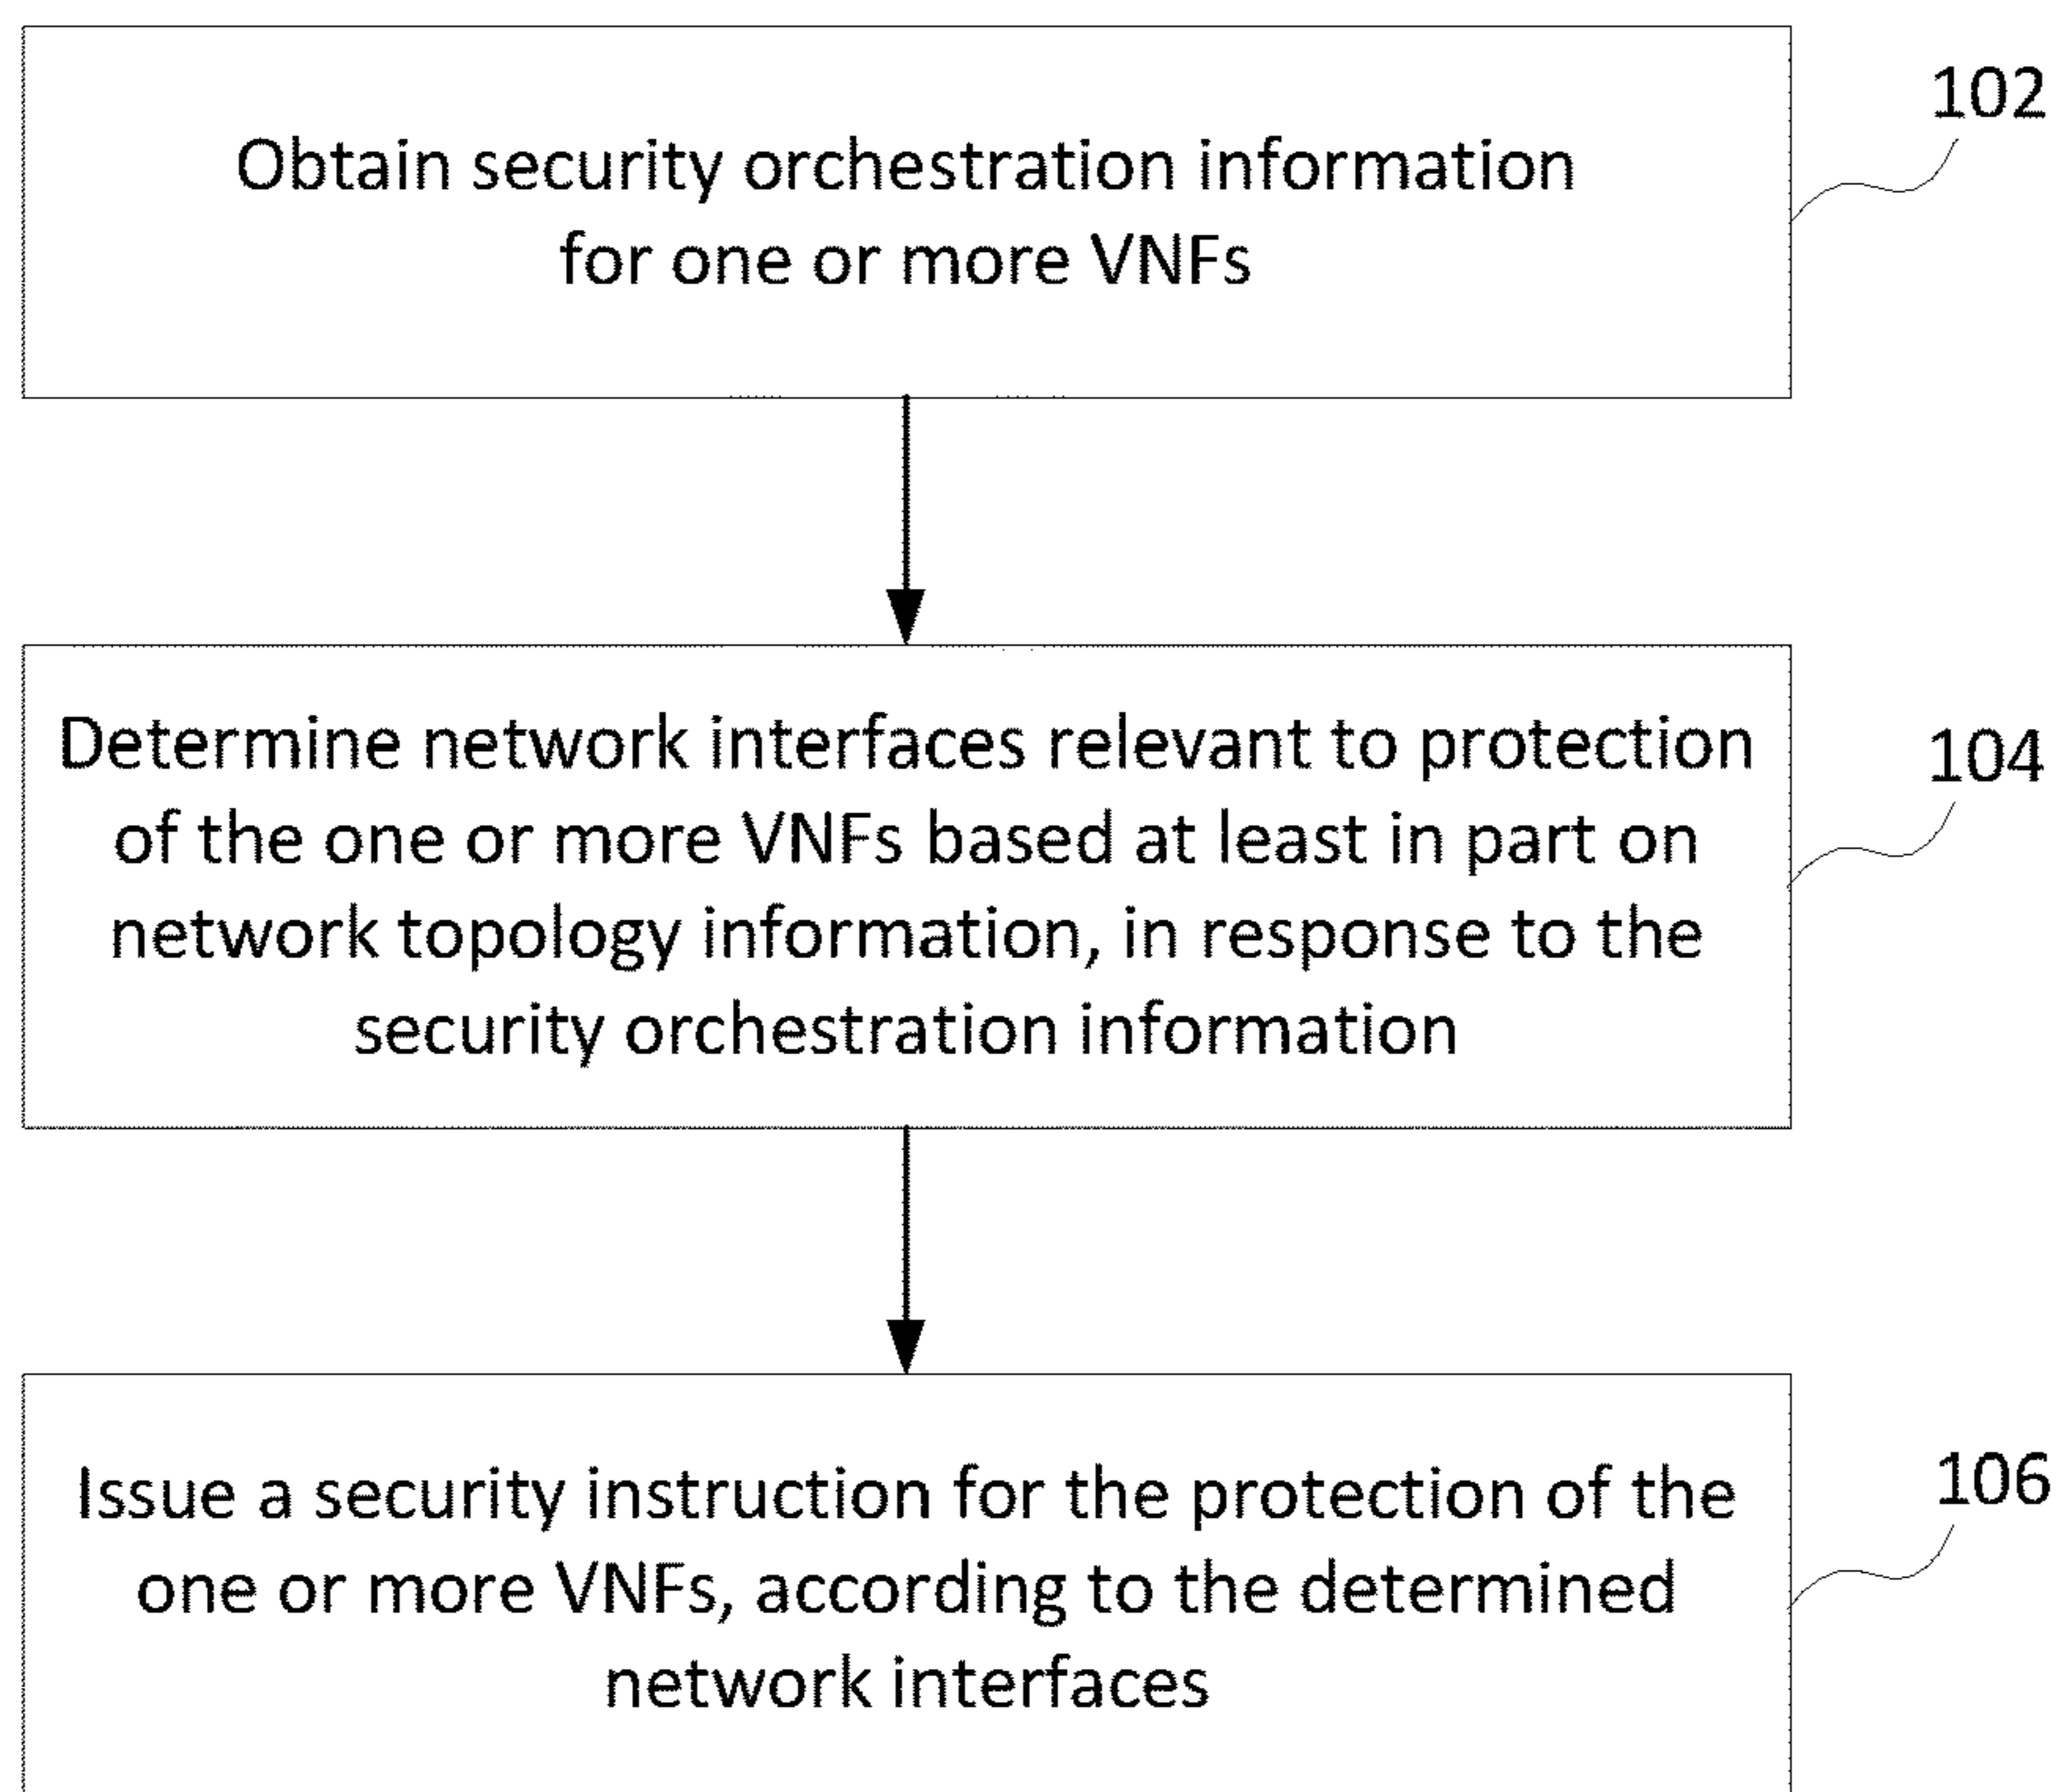 102
Obtain security orchestration information
for one or more VNFs
104
Determine network interfaces relevant to protection
of the one or more VNFs based at least in part on
network topology information, in response to the
security orchestration information
106
Issue a security instruction for the protection of the
one or more VNFs, according to the determined
network interfaces